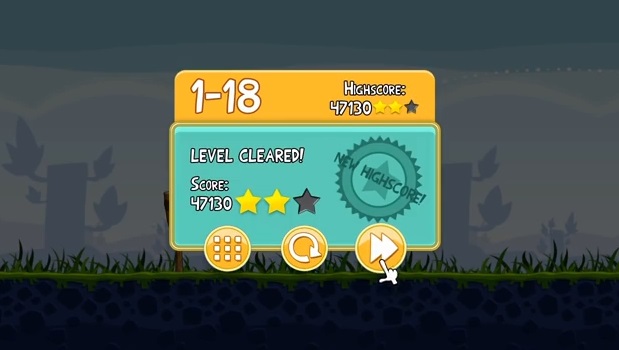 1-18
HIGHSCORE:
47130
LEVEL CLEARED!
SCORE:
47130
NEW HIGHSCORE!